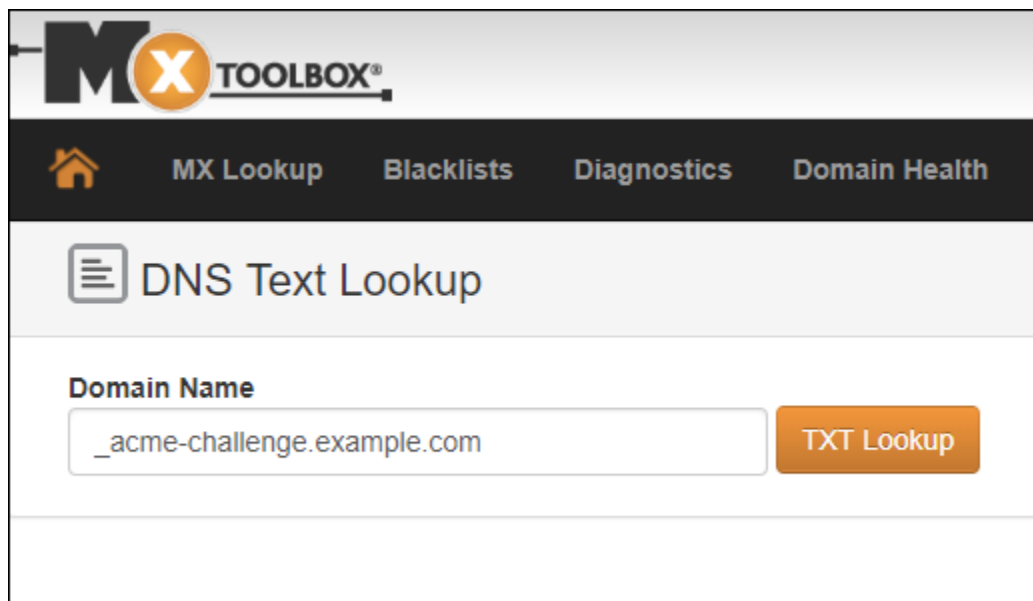 MX TOOLBOX®
MX Lookup Blacklists Diagnostics Domain Health
DNS Text Lookup
Domain Name
_acme-challenge.example.com TXT Lookup